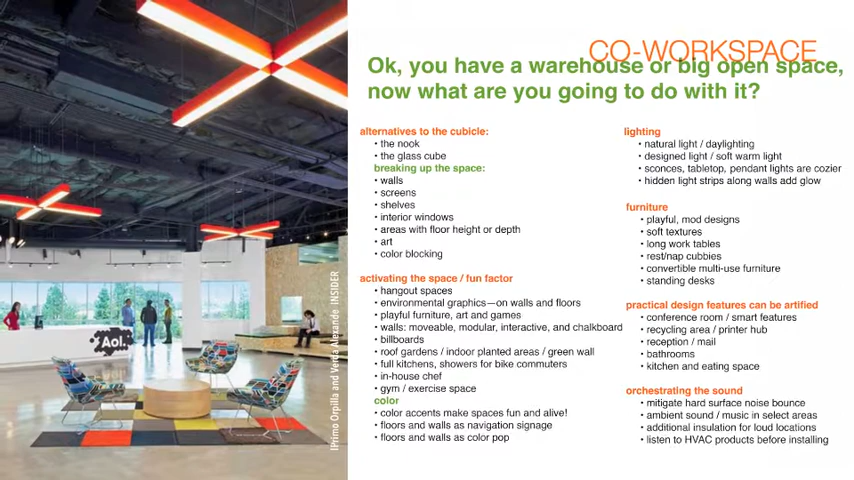 CO-WORKSPACE
Ok, you have a warehouse or big open space,
now what are you going to do with it?
alternatives to the cubicle:
• the nook
• the glass cube
breaking up the space:
• walls
• screens
• shelves
• interior windows
• areas with floor height or depth
• art
• color blocking
activating the space / fun factor
• hangout spaces
• environmental graphics—on walls and floors
• playful furniture, art and games
• walls: moveable, modular, interactive, and chalkboard
• billboards
• roof gardens / indoor planted areas / green wall
• full kitchens, showers for bike commuters
• in-house chef
• gym / exercise space
color
• color accents make spaces fun and alive!
• floors and walls as navigation signage
• floors and walls as color pop
lighting
• natural light / daylighting
• designed light / soft warm light
• sconces, tabletop, pendant lights are cozier
• hidden light strips along walls add glow
furniture
• playful, mod designs
• soft textures
• long work tables
• rest/nap cubbies
• convertible multi-use furniture
• standing desks
practical design features can be artified
• conference room / smart features
• recycling area / printer hub
• reception / mail
• bathrooms
• kitchen and eating space
orchestrating the sound
• mitigate hard surface noise bounce
• ambient sound / music in select areas
• additional insulation for loud locations
• listen to HVAC products before installing
Aol.
|Primo Orpilla and Verda Alexande INSIDER